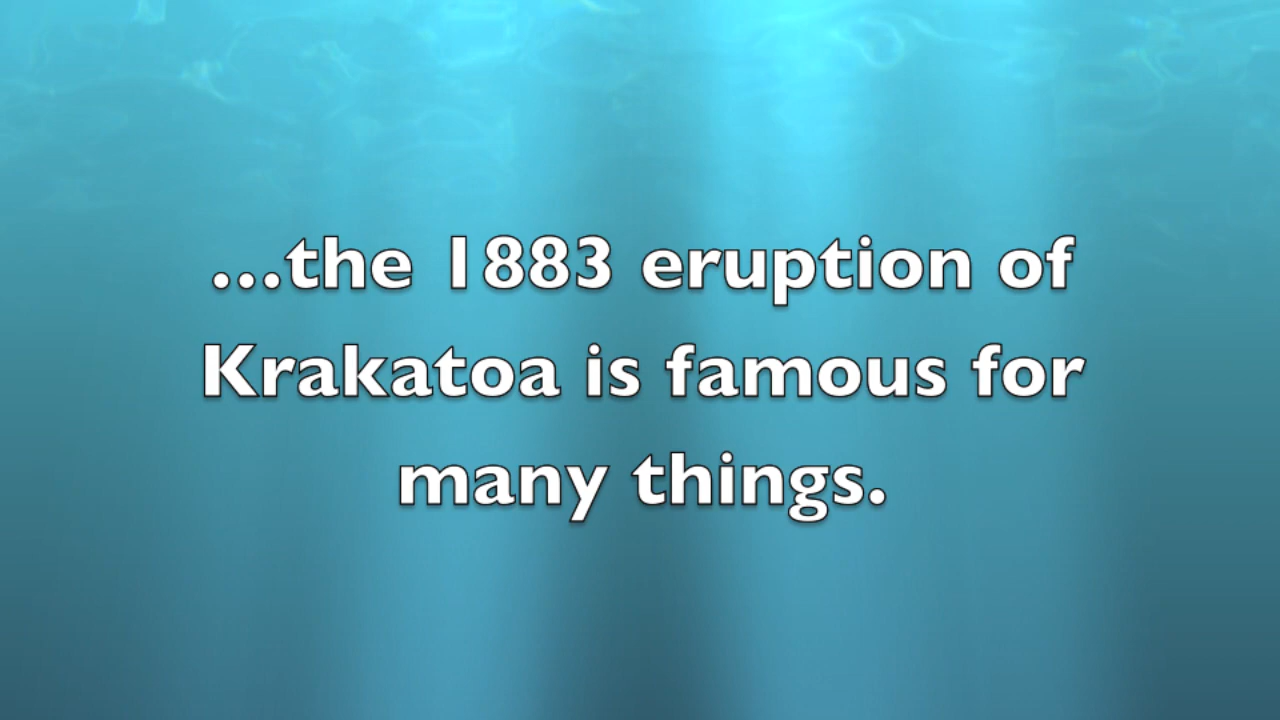 ...the 1883 eruption of
Krakatoa is famous for
many things.